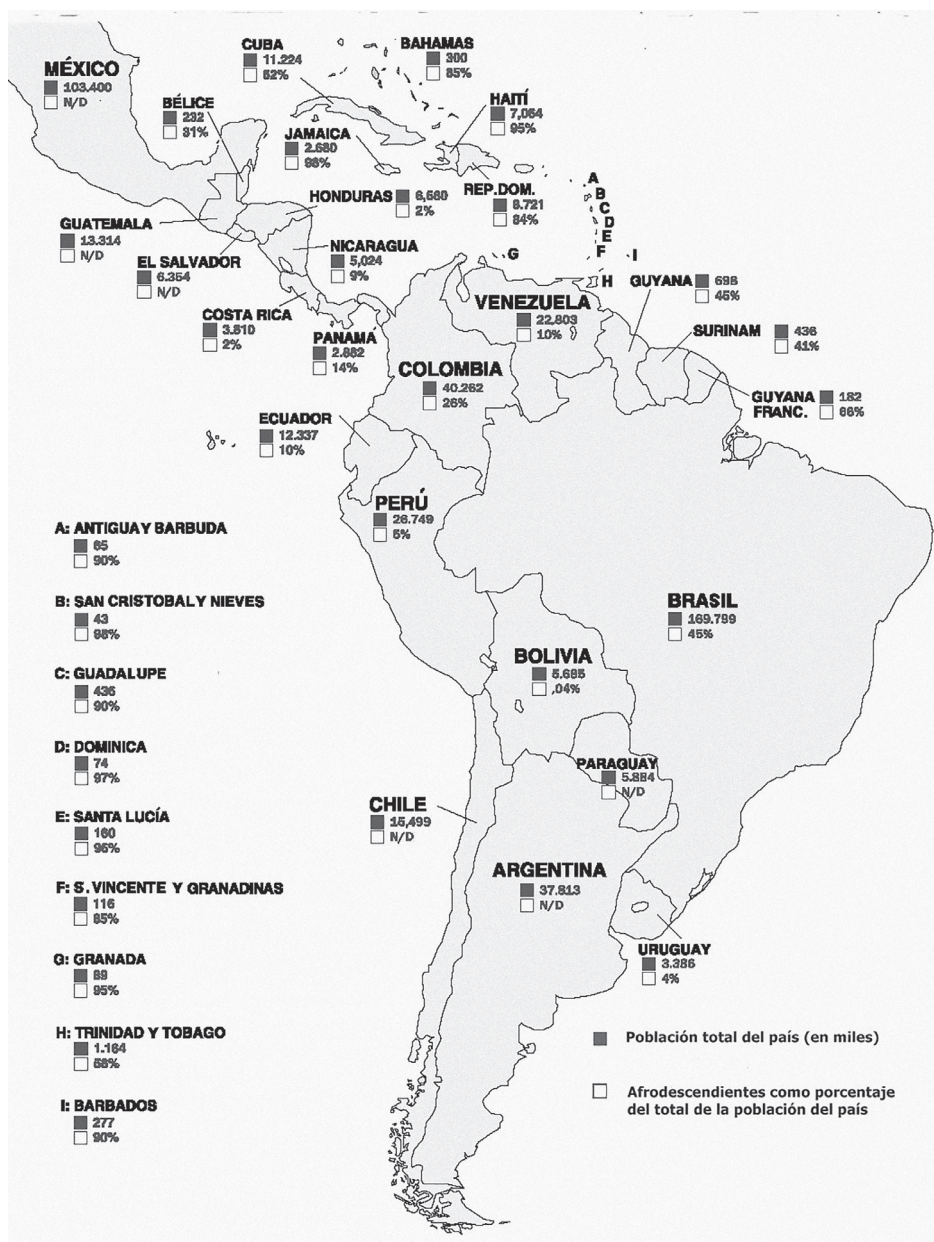 CUBA
11.224
62%
BAHAMAS
300
85%
MÉXICO
103.400
N/D
BÉLICE
232
31%
HAITÍ
7,064
95%
JAMAICA
2.680
98%
REP.DOM.
8.721
84%
HONDURAS
6,560
2%
GUATEMALA
13.314
N/D
NICARAGUA
5,024
9%
EL SALVADOR
6.354
N/D
COSTA RICA
3.810
2%
PANAMÁ
2.882
14%
A
B
C
D
E
F
G
H
I
VENEZUELA
22,803
10%
GUYANA
698
45%
SURINAM
436
41%
GUYANA
FRANC.
182
66%
COLOMBIA
40.262
26%
ECUADOR
12.337
10%
PERÚ
26.749
5%
BRASIL
169.799
45%
BOLIVIA
5.685
,04%
PARAGUAY
5.884
N/D
CHILE
15,499
N/D
ARGENTINA
37.813
N/D
URUGUAY
3.386
4%
A: ANTIGUA Y BARBUDA
65
90%
B: SAN CRISTOBAL Y NIEVES
43
98%
C: GUADALUPE
436
90%
D: DOMINICA
74
97%
E: SANTA LUCÍA
160
95%
F: S. VINCENTE Y GRANADINAS
116
85%
G: GRANADA
89
95%
H: TRINIDAD Y TOBAGO
1.164
58%
I: BARBADOS
277
90%
Población total del país (en miles)
Afrodescendientes como porcentaje
del total de la población del país